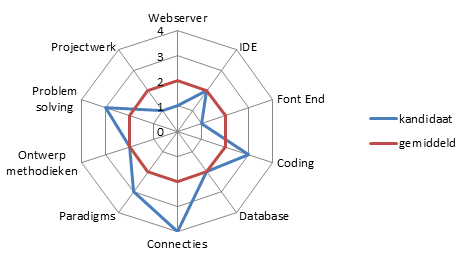 Webserver
4
3
2
1
0
IDE
Font End
Coding
Database
Connecties
Paradigms
Ontwerp
methodieken
Problem
solving
Projectwerk
kandidaat
gemiddeld